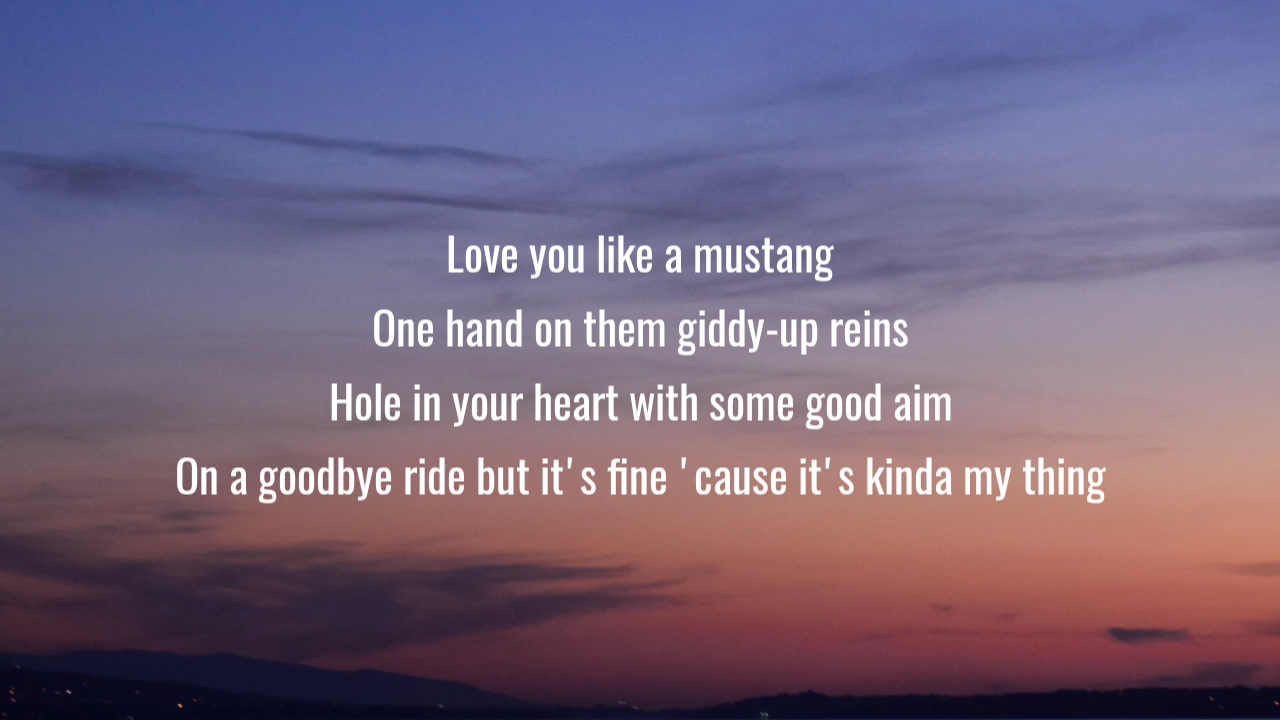 Love you like a mustang
One hand on them giddy-up reins
Hole in your heart with some good aim
On a goodbye ride but it's fine 'cause it's kinda my thing